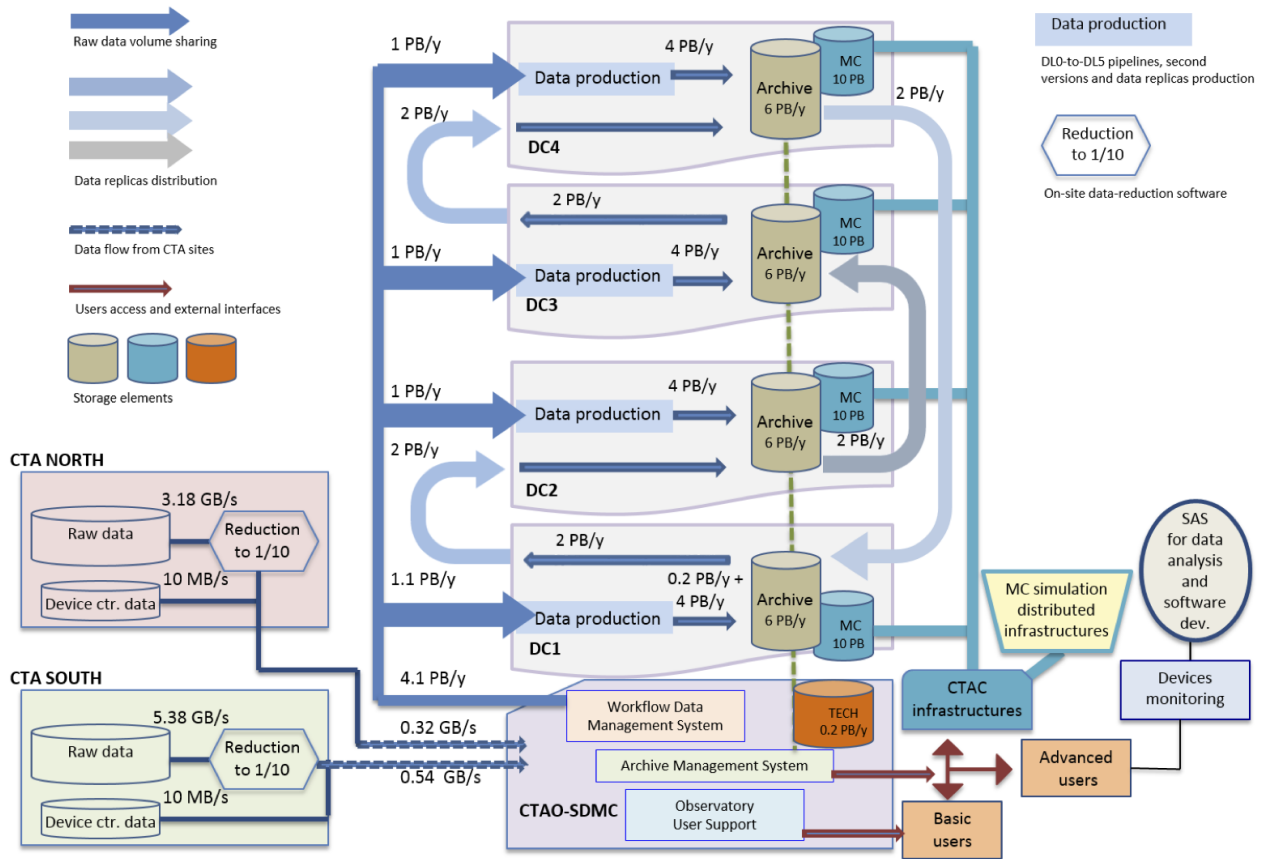 Raw data volume sharing
Data replicas distribution
Data flow from CTA sites
Users access and external interfaces
Storage elements
Data production
DL0-to-DL5 pipelines, second
versions and data replicas production
Reduction
to 1/10
On-site data-reduction software
1 PB/y
Data production
4 PB/y
Archive
6 PB/y
MC
10 PB
2 PB/y
2 PB/y
DC4
2 PB/y
1 PB/y
Data production
4 PB/y
Archive
6 PB/y
MC
10 PB
DC3
1 PB/y
Data production
4 PB/y
Archive
6 PB/y
MC
10 PB
2 PB/y
2 PB/y
DC2
2 PB/y
1.1 PB/y
0.2 PB/y +
4 PB/y
Data production
Archive
6 PB/y
MC
10 PB
DC1
CTA NORTH
3.18 GB/s
Raw data
Reduction
to 1/10
10 MB/s
Device ctr. data
CTA SOUTH
5.38 GB/s
Raw data
Reduction
to 1/10
10 MB/s
Device ctr. data
4.1 PB/y
0.32 GB/s
0.54 GB/s
Workflow Data
Management System
TECH
0.2 PB/y
Archive Management System
CTAO-SDMC
Observatory
User Support
CTAC
infrastructures
MC simulation
distributed
infrastructures
SAS
for data
analysis
and
software
dev.
Devices
monitoring
Advanced
users
Basic
users